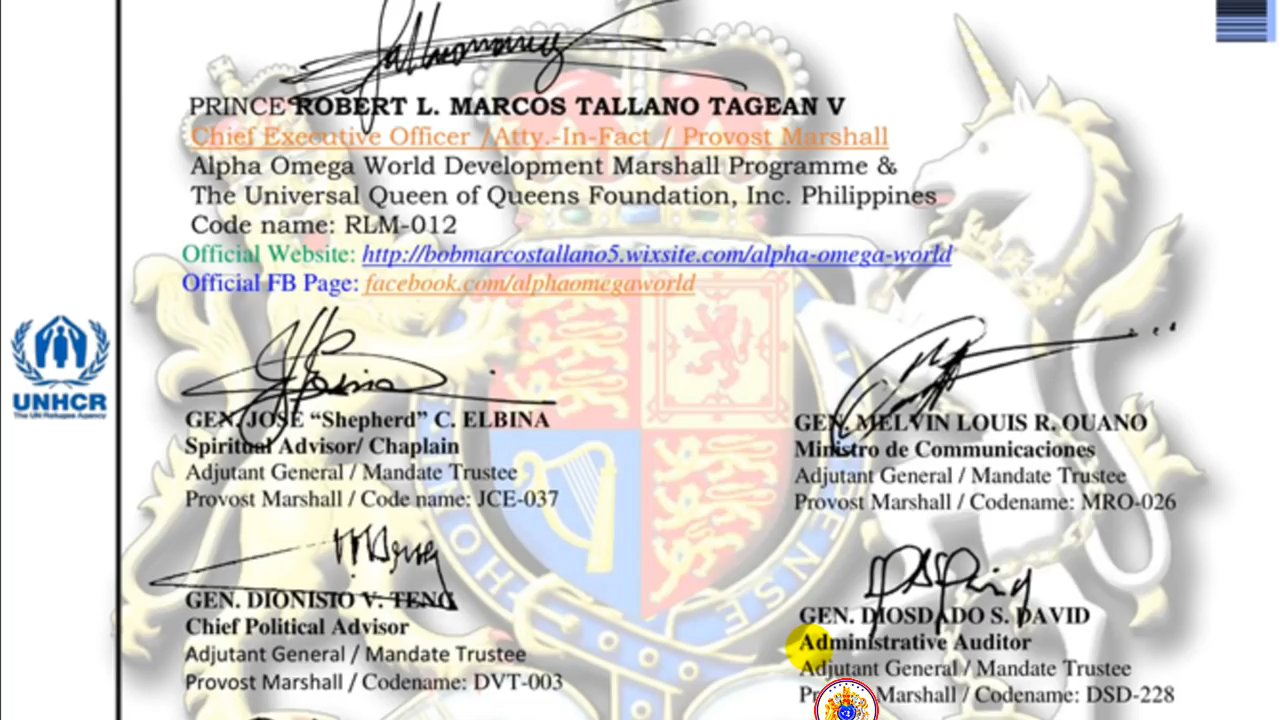 PRINCE ROBERT L. MARCOS TALLANO TAGEAN V
Chief Executive Officer /Atty.-In-Fact / Provost Marshall
Alpha Omega World Development Marshall Programme &
The Universal Queen of Queens Foundation, Inc. Philippines
Code name: RLM-012
Official Website: http://bobmarcostallano5.wixsite.com/alpha-omega-world
Official FB Page: facebook.com/alphaomegaworld
UNHCR
The UN Refugee Agency
GEN. JOSE “Shepherd” C. ELBINA
Spiritual Advisor/ Chaplain
Adjutant General / Mandate Trustee
Provost Marshall / Code name: JCE-037
GEN. MELVIN LOUIS R. OUANO
Ministro de Communicaciones
Adjutant General / Mandate Trustee
Provost Marshall / Codename: MRO-026
GEN. DIONISIO V. TENG
Chief Political Advisor
Adjutant General / Mandate Trustee
Provost Marshall / Codename: DVT-003
GEN. DIOSDADO S. DAVID
Administrative Auditor
Adjutant General / Mandate Trustee
Marshall / Codename: DSD-228